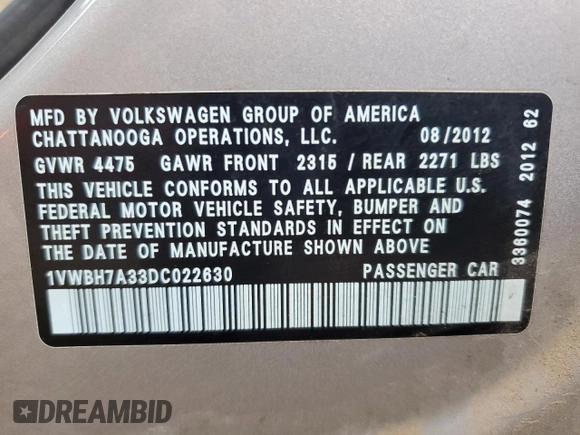 MFD BY VOLKSWAGEN GROUP OF AMERICA
CHATTANOOGA OPERATIONS, LLC. 08/2012
GVWR 4475 GAWR FRONT 2315 / REAR 2271 LBS
THIS VEHICLE CONFORMS TO ALL APPLICABLE U.S.
FEDERAL MOTOR VEHICLE SAFETY, BUMPER AND
THEFT PREVENTION STANDARDS IN EFFECT ON
THE DATE OF MANUFACTURE SHOWN ABOVE
1VWBH7A33DC022630 PASSENGER CAR
3360074 2012 62
DREAMBID